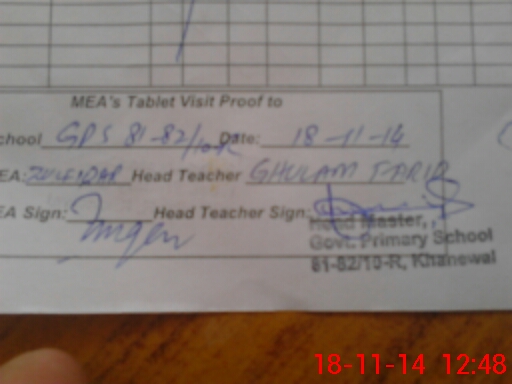 MEA's Tablet Visit Proof to
chool GPS 81-82/10R Date: 18-11-14
EA: ZULFIQAR Head Teacher GHULAM FARID
EA Sign: Head Teacher Sign:
Head Master,
Govt. Primary School
81-82/10-R, Khanewal
18-11-14 12:48